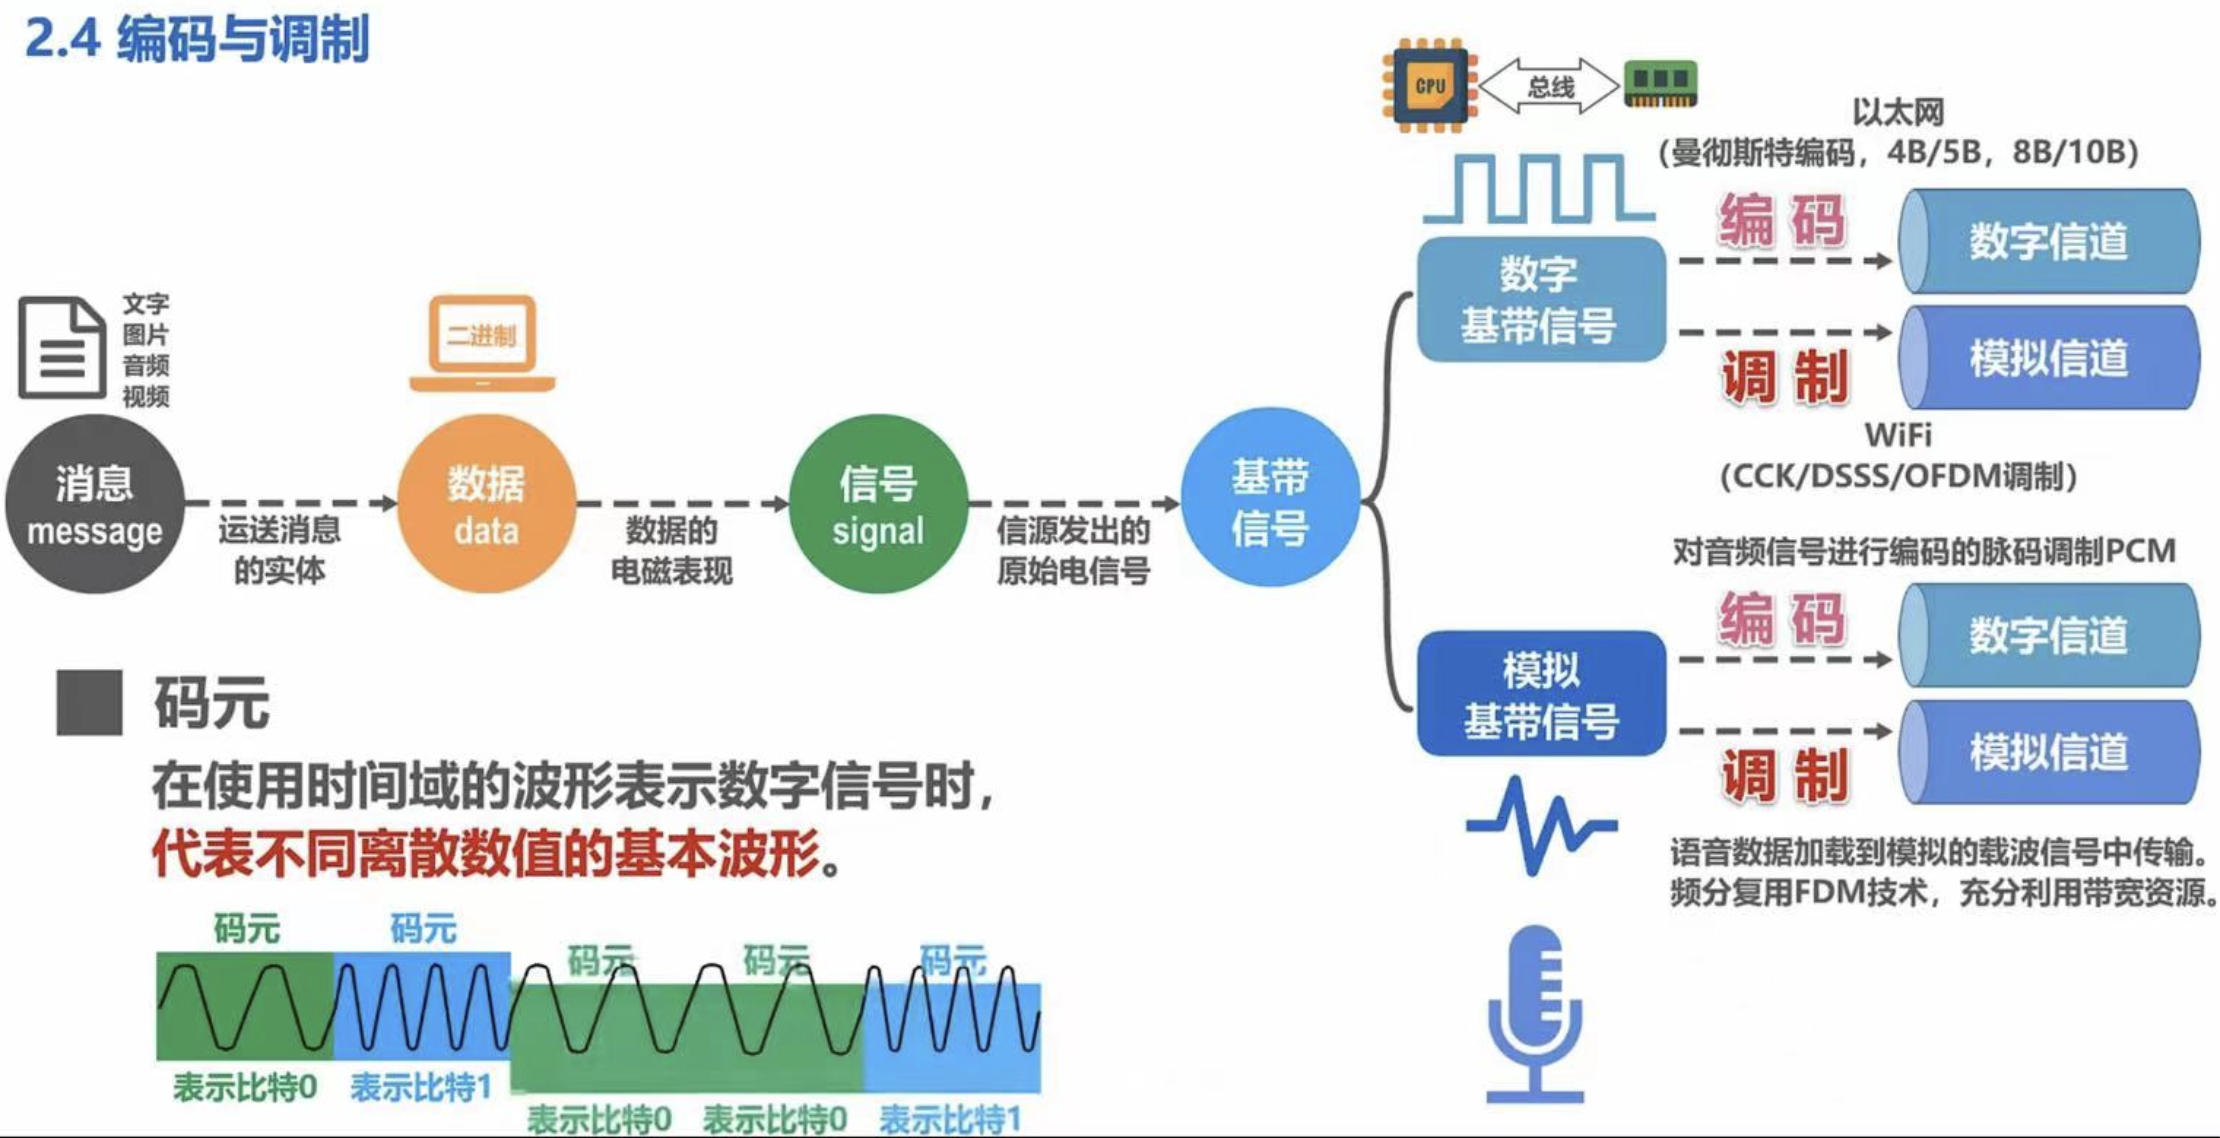 2.4 编码与调制
CPU
总线
以太网
（曼彻斯特编码，4B/5B，8B/10B）
编 码
数字信道
数字
基带信号
调 制
模拟信道
WiFi
（CCK/DSSS/OFDM调制）
文字
图片
音频
视频
二进制
消息
message
运送消息
的实体
数据
data
数据的
电磁表现
信号
signal
信源发出的
原始电信号
基带
信号
对音频信号进行编码的脉码调制PCM
编 码
数字信道
模拟
基带信号
调 制
模拟信道
语音数据加载到模拟的载波信号中传输。
频分复用FDM技术，充分利用带宽资源。
码元
在使用时间域的波形表示数字信号时，
代表不同离散数值的基本波形。
码元 码元 码元 码元 码元
表示比特0 表示比特1 表示比特0 表示比特0 表示比特1